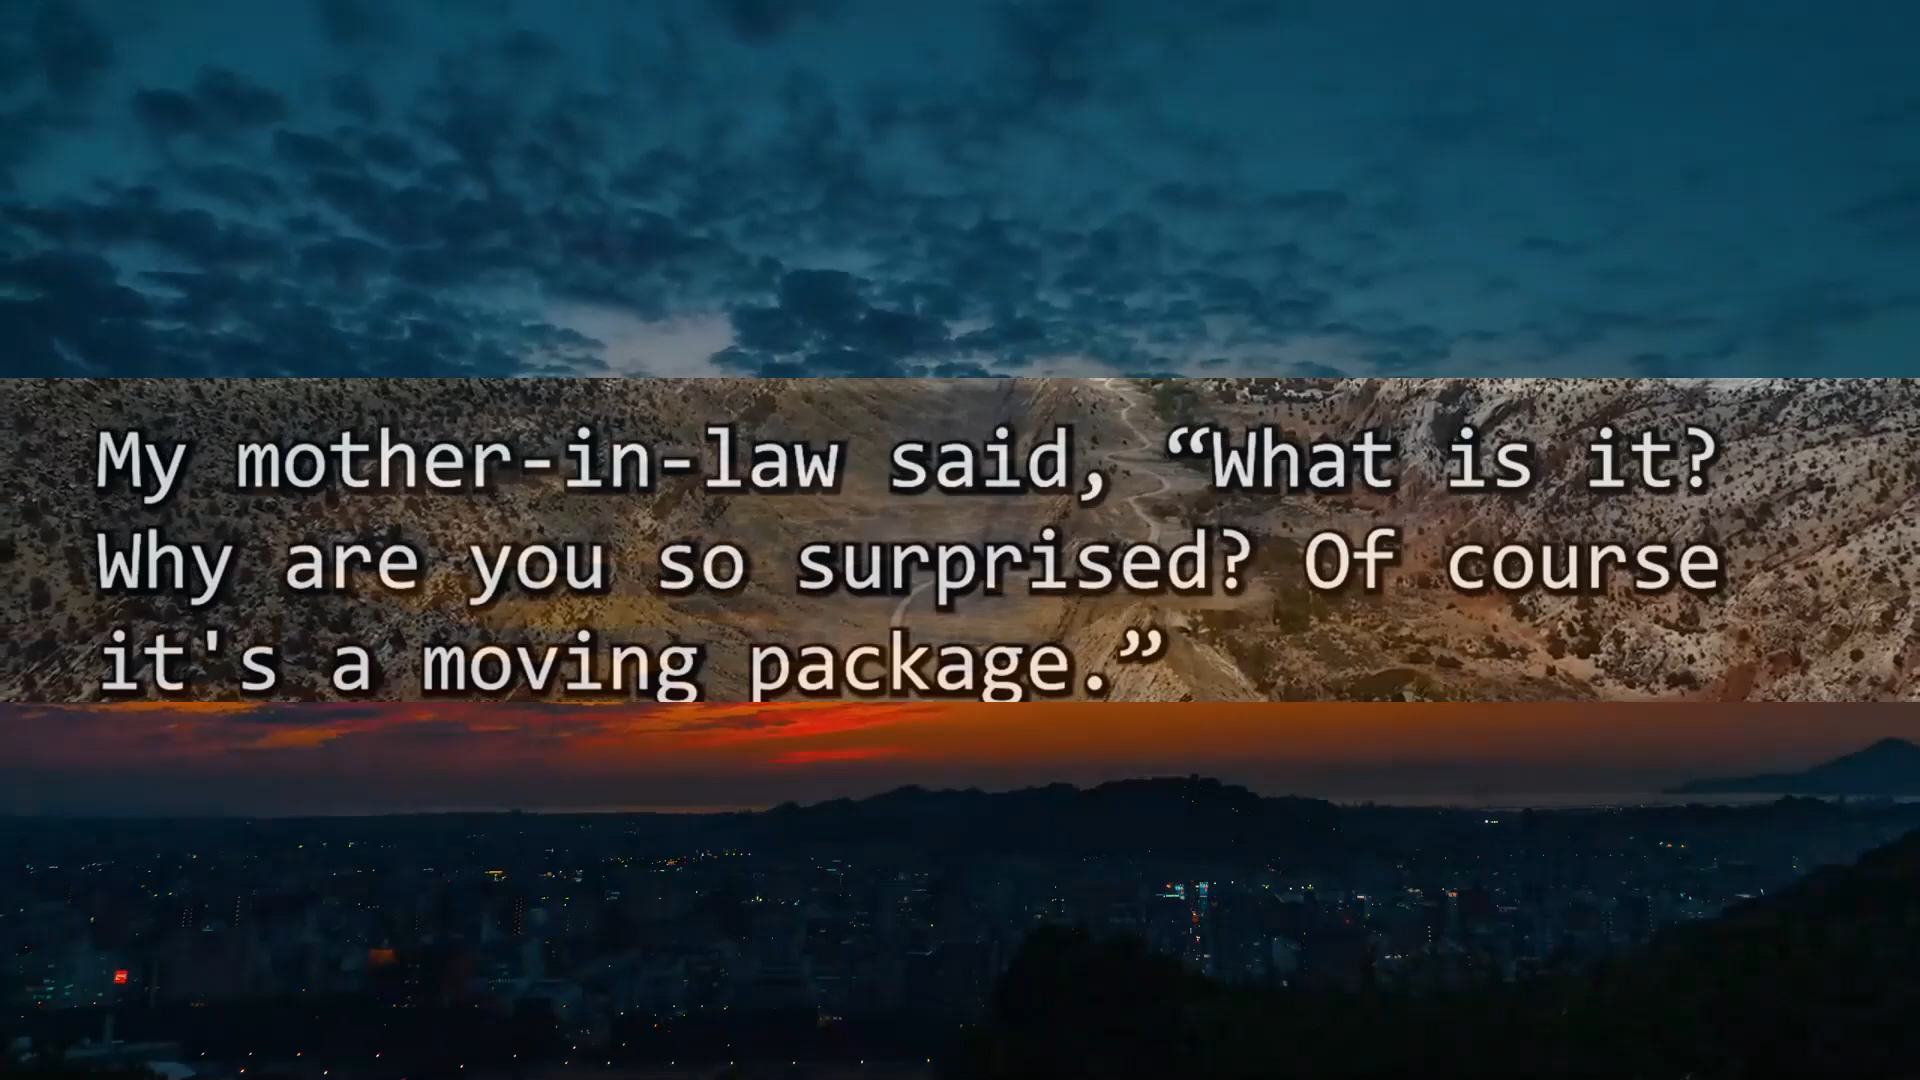 My mother-in-law said, “What is it?
Why are you so surprised? Of course
it's a moving package.”